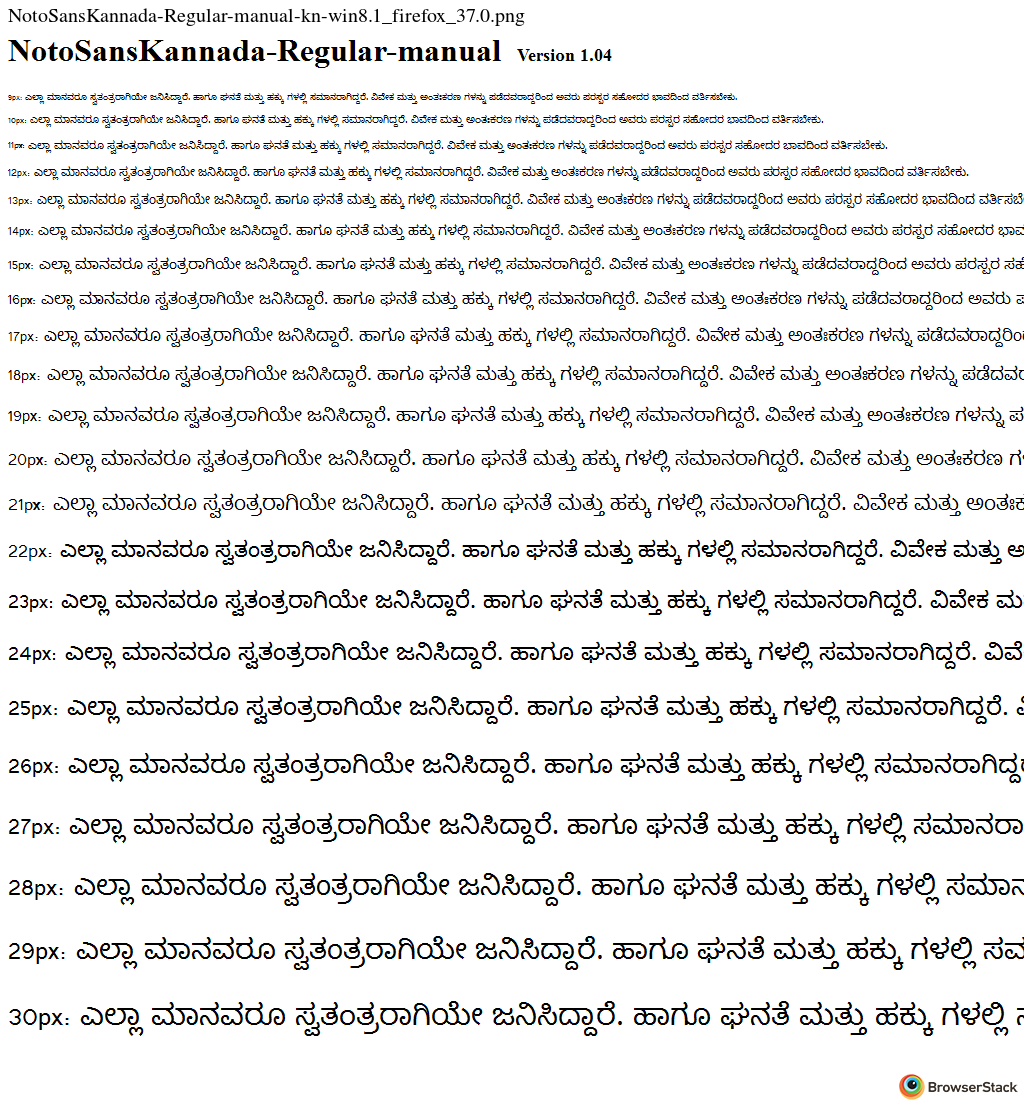 NotoSansKannada-Regular-manual-kn-win8.1_firefox_37.0.png
NotoSansKannada-Regular-manual Version 1.04
9px: ಎಲ್ಲಾ ಮಾನವರೂ ಸ್ವತಂತ್ರರಾಗಿಯೇ ಜನಿಸಿದ್ದಾರೆ. ಹಾಗೂ ಘನತೆ ಮತ್ತು ಹಕ್ಕು ಗಳಲ್ಲಿ ಸಮಾನರಾಗಿದ್ದರೆ. ವಿವೇಕ ಮತ್ತು ಅಂತಃಕರಣ ಗಳನ್ನು ಪಡೆದವರಾದ್ದರಿಂದ ಅವರು ಪರಸ್ಪರ ಸಹೋದರ ಭಾವದಿಂದ ವರ್ತಿಸಬೇಕು.
10px: ಎಲ್ಲಾ ಮಾನವರೂ ಸ್ವತಂತ್ರರಾಗಿಯೇ ಜನಿಸಿದ್ದಾರೆ. ಹಾಗೂ ಘನತೆ ಮತ್ತು ಹಕ್ಕು ಗಳಲ್ಲಿ ಸಮಾನರಾಗಿದ್ದರೆ. ವಿವೇಕ ಮತ್ತು ಅಂತಃಕರಣ ಗಳನ್ನು ಪಡೆದವರಾದ್ದರಿಂದ ಅವರು ಪರಸ್ಪರ ಸಹೋದರ ಭಾವದಿಂದ ವರ್ತಿಸಬೇಕು.
11px: ಎಲ್ಲಾ ಮಾನವರೂ ಸ್ವತಂತ್ರರಾಗಿಯೇ ಜನಿಸಿದ್ದಾರೆ. ಹಾಗೂ ಘನತೆ ಮತ್ತು ಹಕ್ಕು ಗಳಲ್ಲಿ ಸಮಾನರಾಗಿದ್ದರೆ. ವಿವೇಕ ಮತ್ತು ಅಂತಃಕರಣ ಗಳನ್ನು ಪಡೆದವರಾದ್ದರಿಂದ ಅವರು ಪರಸ್ಪರ ಸಹೋದರ ಭಾವದಿಂದ ವರ್ತಿಸಬೇಕು.
12px: ಎಲ್ಲಾ ಮಾನವರೂ ಸ್ವತಂತ್ರರಾಗಿಯೇ ಜನಿಸಿದ್ದಾರೆ. ಹಾಗೂ ಘನತೆ ಮತ್ತು ಹಕ್ಕು ಗಳಲ್ಲಿ ಸಮಾನರಾಗಿದ್ದರೆ. ವಿವೇಕ ಮತ್ತು ಅಂತಃಕರಣ ಗಳನ್ನು ಪಡೆದವರಾದ್ದರಿಂದ ಅವರು ಪರಸ್ಪರ ಸಹೋದರ ಭಾವದಿಂದ ವರ್ತಿಸಬೇಕು.
13px: ಎಲ್ಲಾ ಮಾನವರೂ ಸ್ವತಂತ್ರರಾಗಿಯೇ ಜನಿಸಿದ್ದಾರೆ. ಹಾಗೂ ಘನತೆ ಮತ್ತು ಹಕ್ಕು ಗಳಲ್ಲಿ ಸಮಾನರಾಗಿದ್ದರೆ. ವಿವೇಕ ಮತ್ತು ಅಂತಃಕರಣ ಗಳನ್ನು ಪಡೆದವರಾದ್ದರಿಂದ ಅವರು ಪರಸ್ಪರ ಸಹೋದರ ಭಾವದಿಂದ ವರ್ತಿಸಬೇ
14px: ಎಲ್ಲಾ ಮಾನವರೂ ಸ್ವತಂತ್ರರಾಗಿಯೇ ಜನಿಸಿದ್ದಾರೆ. ಹಾಗೂ ಘನತೆ ಮತ್ತು ಹಕ್ಕು ಗಳಲ್ಲಿ ಸಮಾನರಾಗಿದ್ದರೆ. ವಿವೇಕ ಮತ್ತು ಅಂತಃಕರಣ ಗಳನ್ನು ಪಡೆದವರಾದ್ದರಿಂದ ಅವರು ಪರಸ್ಪರ ಸಹೋದರ ಭಾವ
15px: ಎಲ್ಲಾ ಮಾನವರೂ ಸ್ವತಂತ್ರರಾಗಿಯೇ ಜನಿಸಿದ್ದಾರೆ. ಹಾಗೂ ಘನತೆ ಮತ್ತು ಹಕ್ಕು ಗಳಲ್ಲಿ ಸಮಾನರಾಗಿದ್ದರೆ. ವಿವೇಕ ಮತ್ತು ಅಂತಃಕರಣ ಗಳನ್ನು ಪಡೆದವರಾದ್ದರಿಂದ ಅವರು ಪರಸ್ಪರ ಸಹೋ
16px: ಎಲ್ಲಾ ಮಾನವರೂ ಸ್ವತಂತ್ರರಾಗಿಯೇ ಜನಿಸಿದ್ದಾರೆ. ಹಾಗೂ ಘನತೆ ಮತ್ತು ಹಕ್ಕು ಗಳಲ್ಲಿ ಸಮಾನರಾಗಿದ್ದರೆ. ವಿವೇಕ ಮತ್ತು ಅಂತಃಕರಣ ಗಳನ್ನು ಪಡೆದವರಾದ್ದರಿಂದ ಅವರು
17px: ಎಲ್ಲಾ ಮಾನವರೂ ಸ್ವತಂತ್ರರಾಗಿಯೇ ಜನಿಸಿದ್ದಾರೆ. ಹಾಗೂ ಘನತೆ ಮತ್ತು ಹಕ್ಕು ಗಳಲ್ಲಿ ಸಮಾನರಾಗಿದ್ದರೆ. ವಿವೇಕ ಮತ್ತು ಅಂತಃಕರಣ ಗಳನ್ನು ಪಡೆದವರಾದ್ದರಿಂ
18px: ಎಲ್ಲಾ ಮಾನವರೂ ಸ್ವತಂತ್ರರಾಗಿಯೇ ಜನಿಸಿದ್ದಾರೆ. ಹಾಗೂ ಘನತೆ ಮತ್ತು ಹಕ್ಕು ಗಳಲ್ಲಿ ಸಮಾನರಾಗಿದ್ದರೆ. ವಿವೇಕ ಮತ್ತು ಅಂತಃಕರಣ ಗಳನ್ನು ಪಡೆದವರ
19px: ಎಲ್ಲಾ ಮಾನವರೂ ಸ್ವತಂತ್ರರಾಗಿಯೇ ಜನಿಸಿದ್ದಾರೆ. ಹಾಗೂ ಘನತೆ ಮತ್ತು ಹಕ್ಕು ಗಳಲ್ಲಿ ಸಮಾನರಾಗಿದ್ದರೆ. ವಿವೇಕ ಮತ್ತು ಅಂತಃಕರಣ ಗಳನ್ನು ಪ
20px: ಎಲ್ಲಾ ಮಾನವರೂ ಸ್ವತಂತ್ರರಾಗಿಯೇ ಜನಿಸಿದ್ದಾರೆ. ಹಾಗೂ ಘನತೆ ಮತ್ತು ಹಕ್ಕು ಗಳಲ್ಲಿ ಸಮಾನರಾಗಿದ್ದರೆ. ವಿವೇಕ ಮತ್ತು ಅಂತಃಕರಣ ಗ
21px: ಎಲ್ಲಾ ಮಾನವರೂ ಸ್ವತಂತ್ರರಾಗಿಯೇ ಜನಿಸಿದ್ದಾರೆ. ಹಾಗೂ ಘನತೆ ಮತ್ತು ಹಕ್ಕು ಗಳಲ್ಲಿ ಸಮಾನರಾಗಿದ್ದರೆ. ವಿವೇಕ ಮತ್ತು ಅಂತಃಕ
22px: ಎಲ್ಲಾ ಮಾನವರೂ ಸ್ವತಂತ್ರರಾಗಿಯೇ ಜನಿಸಿದ್ದಾರೆ. ಹಾಗೂ ಘನತೆ ಮತ್ತು ಹಕ್ಕು ಗಳಲ್ಲಿ ಸಮಾನರಾಗಿದ್ದರೆ. ವಿವೇಕ ಮತ್ತು ಅ
23px: ಎಲ್ಲಾ ಮಾನವರೂ ಸ್ವತಂತ್ರರಾಗಿಯೇ ಜನಿಸಿದ್ದಾರೆ. ಹಾಗೂ ಘನತೆ ಮತ್ತು ಹಕ್ಕು ಗಳಲ್ಲಿ ಸಮಾನರಾಗಿದ್ದರೆ. ವಿವೇಕ ಮ
24px: ಎಲ್ಲಾ ಮಾನವರೂ ಸ್ವತಂತ್ರರಾಗಿಯೇ ಜನಿಸಿದ್ದಾರೆ. ಹಾಗೂ ಘನತೆ ಮತ್ತು ಹಕ್ಕು ಗಳಲ್ಲಿ ಸಮಾನರಾಗಿದ್ದರೆ. ವಿವೆ
25px: ಎಲ್ಲಾ ಮಾನವರೂ ಸ್ವತಂತ್ರರಾಗಿಯೇ ಜನಿಸಿದ್ದಾರೆ. ಹಾಗೂ ಘನತೆ ಮತ್ತು ಹಕ್ಕು ಗಳಲ್ಲಿ ಸಮಾನರಾಗಿದ್ದರೆ.
26px: ಎಲ್ಲಾ ಮಾನವರೂ ಸ್ವತಂತ್ರರಾಗಿಯೇ ಜನಿಸಿದ್ದಾರೆ. ಹಾಗೂ ಘನತೆ ಮತ್ತು ಹಕ್ಕು ಗಳಲ್ಲಿ ಸಮಾನರಾಗಿದ್ದ
27px: ಎಲ್ಲಾ ಮಾನವರೂ ಸ್ವತಂತ್ರರಾಗಿಯೇ ಜನಿಸಿದ್ದಾರೆ. ಹಾಗೂ ಘನತೆ ಮತ್ತು ಹಕ್ಕು ಗಳಲ್ಲಿ ಸಮಾನರಾ
28px: ಎಲ್ಲಾ ಮಾನವರೂ ಸ್ವತಂತ್ರರಾಗಿಯೇ ಜನಿಸಿದ್ದಾರೆ. ಹಾಗೂ ಘನತೆ ಮತ್ತು ಹಕ್ಕು ಗಳಲ್ಲಿ ಸಮಾನ
29px: ಎಲ್ಲಾ ಮಾನವರೂ ಸ್ವತಂತ್ರರಾಗಿಯೇ ಜನಿಸಿದ್ದಾರೆ. ಹಾಗೂ ಘನತೆ ಮತ್ತು ಹಕ್ಕು ಗಳಲ್ಲಿ ಸಮ
30px: ಎಲ್ಲಾ ಮಾನವರೂ ಸ್ವತಂತ್ರರಾಗಿಯೇ ಜನಿಸಿದ್ದಾರೆ. ಹಾಗೂ ಘನತೆ ಮತ್ತು ಹಕ್ಕು ಗಳಲ್ಲಿ
BrowserStack